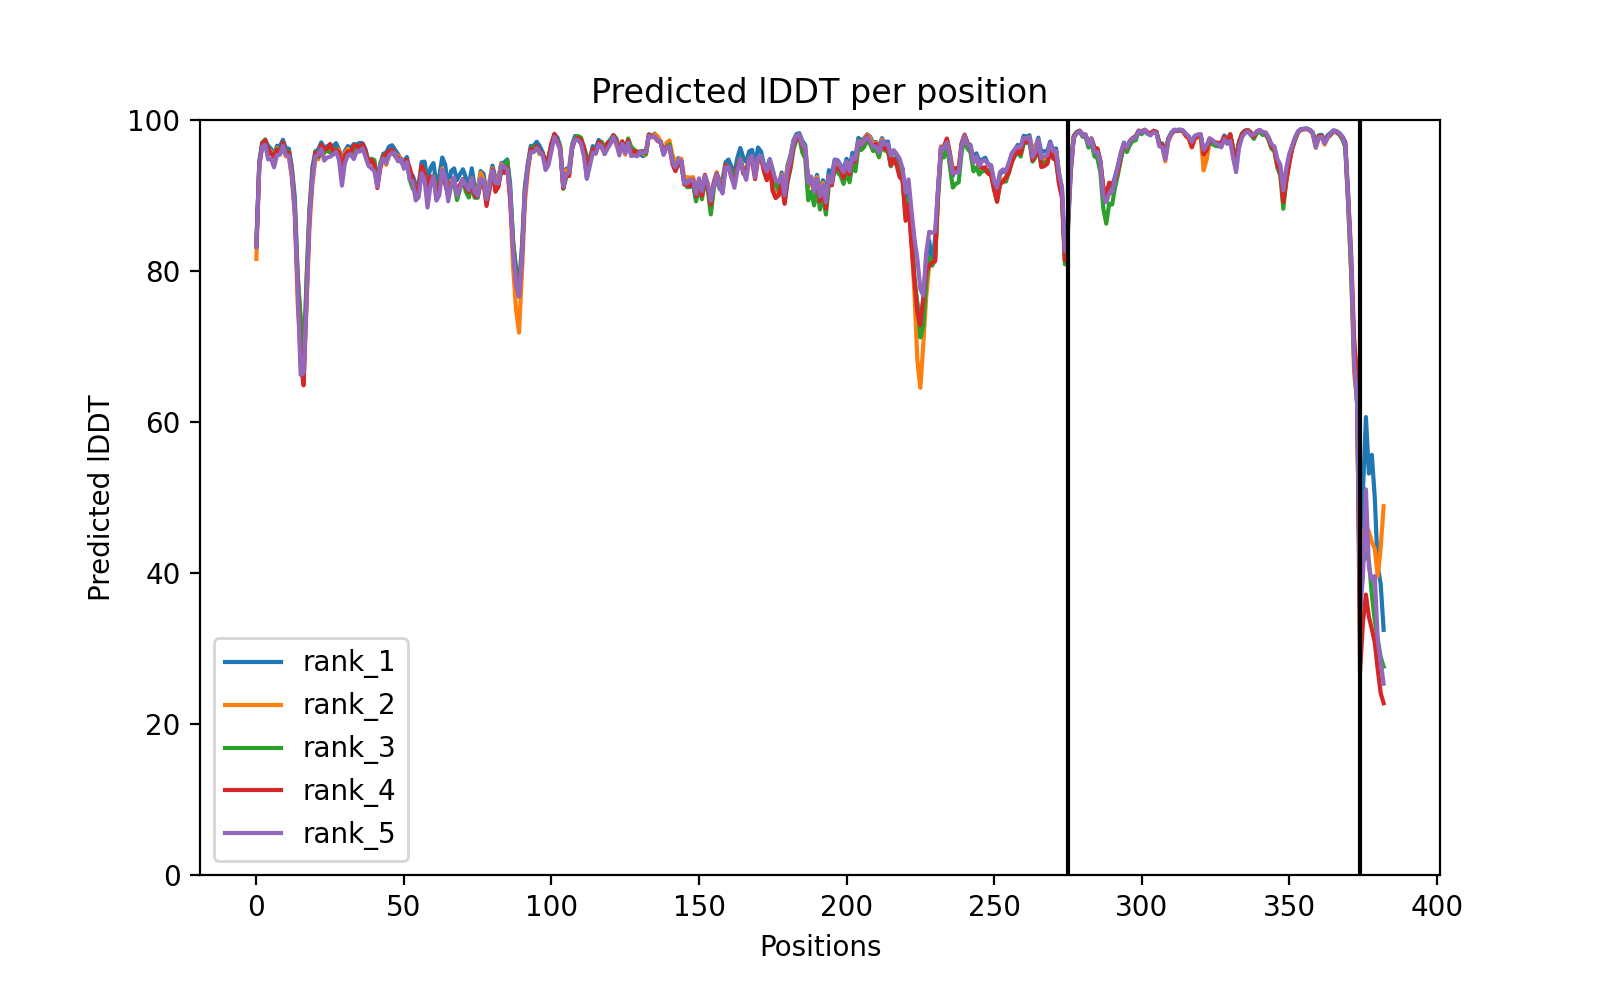 Predicted lDDT per position
100
80
60
40
20
0
Predicted lDDT
rank_1
rank_2
rank_3
rank_4
rank_5
0 50 100 150 200 250 300 350 400
Positions